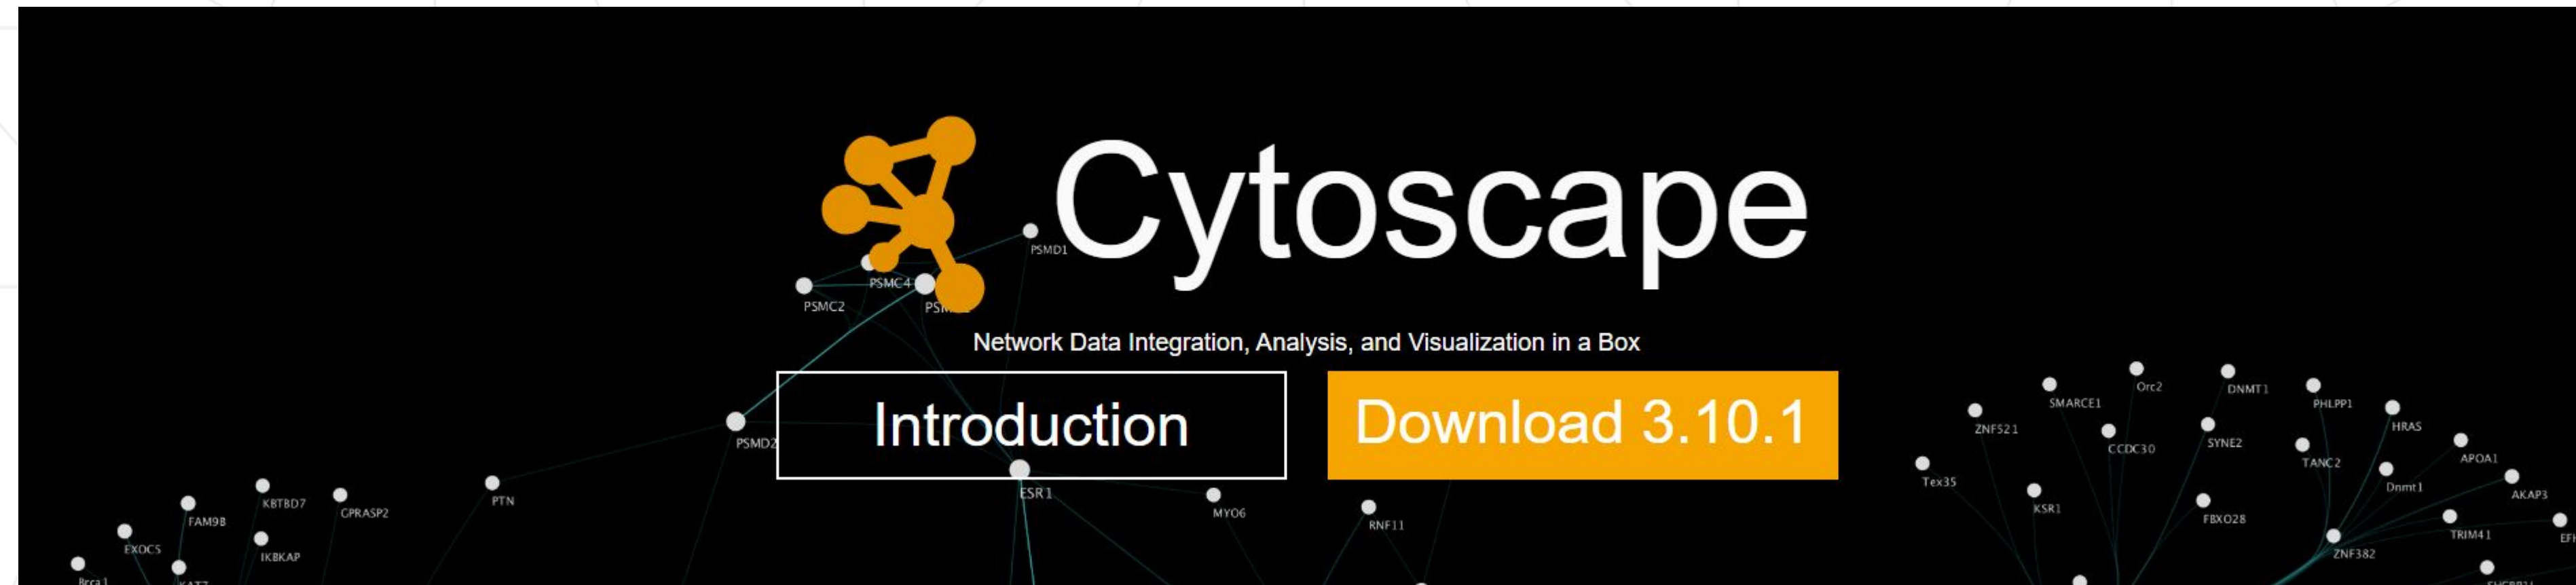 Cytoscape
PSMD1
PSMC4
PSMC2
Network Data Integration, Analysis, and Visualization in a Box
Introduction
Download 3.10.1
PSMD2
ESR1
PTN
MYO6
RNF11
FAM9B
KBTBD7
GPRASP2
EXOC5
IKBKAP
Orc2
DNMT1
SMARCE1
PHLPP1
HRAS
ZNF521
CCDC30
SYNE2
TANC2
APOA1
Tex35
Dnmt1
AKAP3
KSR1
FBXO28
TRIM41
ZNF382
Brca1